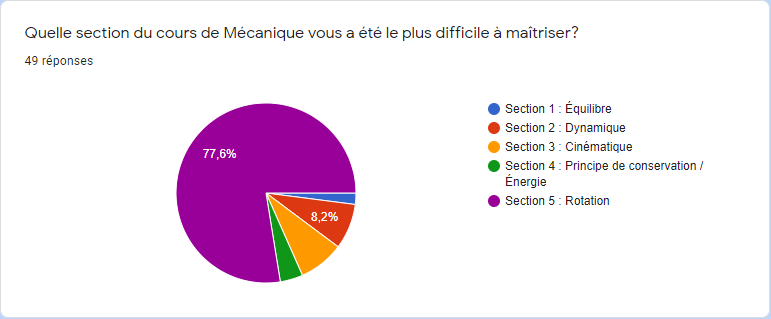 Quelle section du cours de Mécanique vous a été le plus difficile à maîtriser?
49 réponses
77,6%
8,2%
Section 1 : Équilibre
Section 2 : Dynamique
Section 3 : Cinématique
Section 4 : Principe de conservation /
Énergie
Section 5 : Rotation